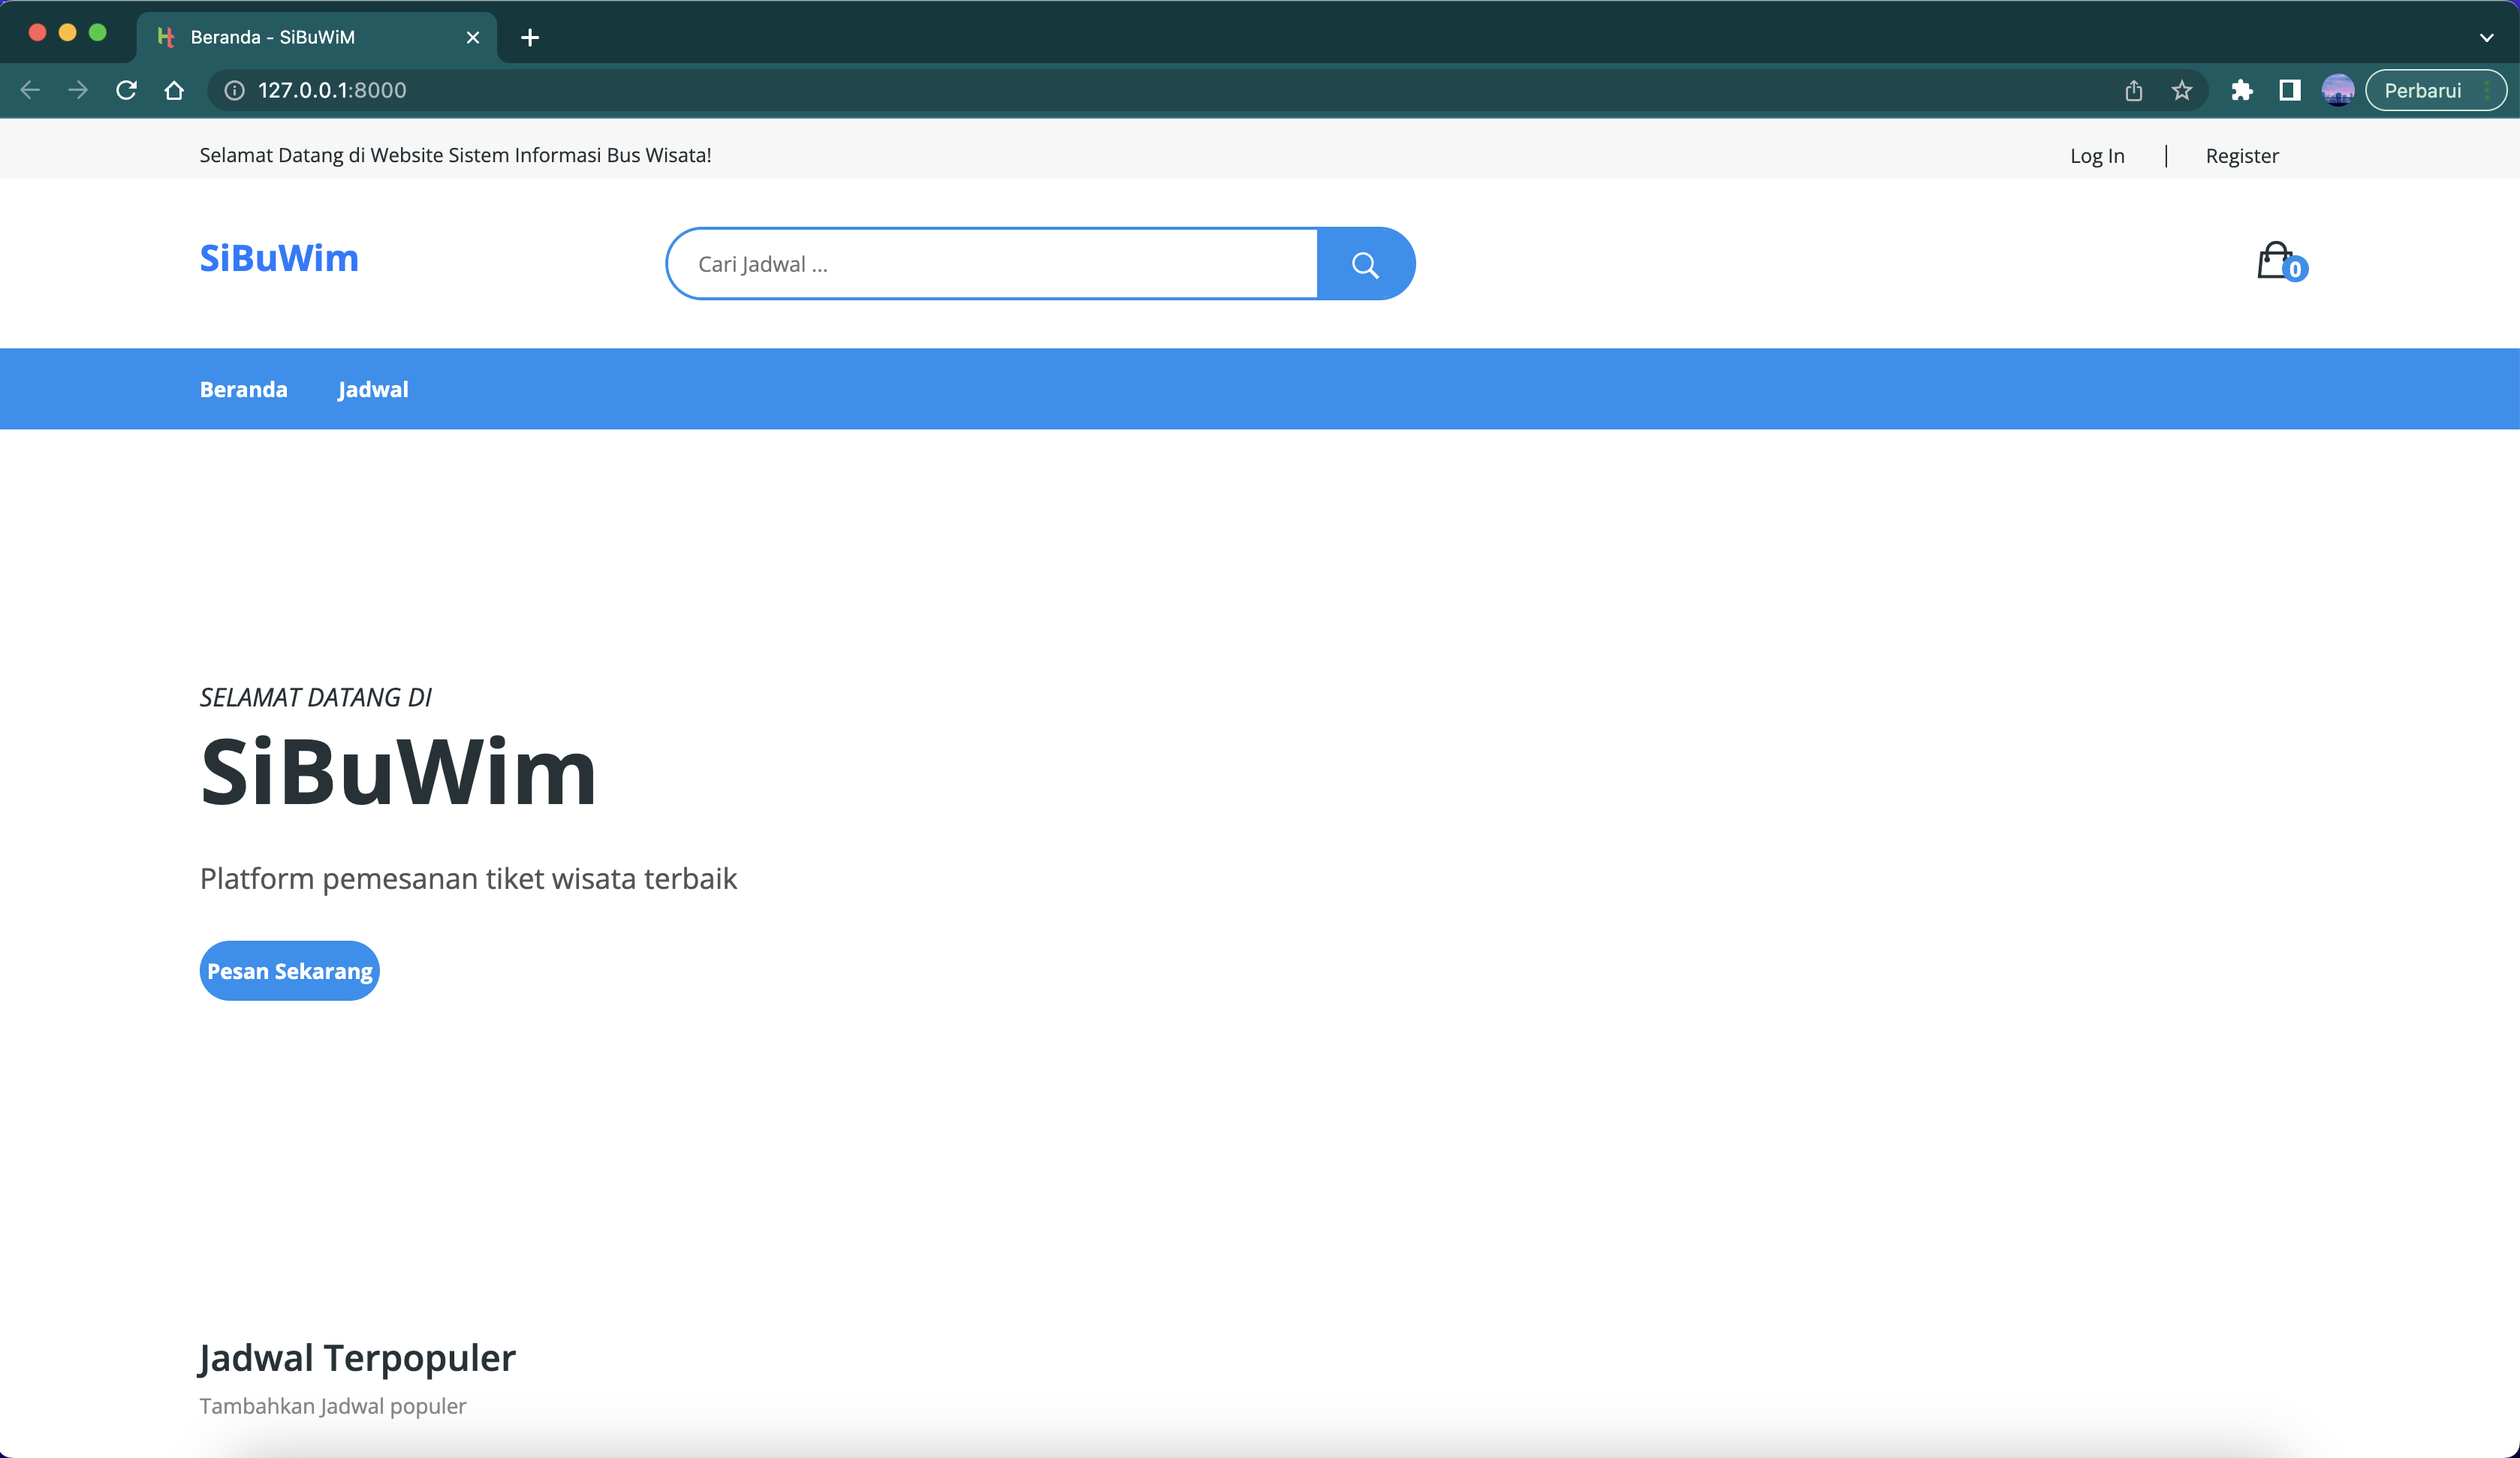 Beranda - SiBuWiM
127.0.0.1:8000
Perbarui
Selamat Datang di Website Sistem Informasi Bus Wisata!
Log In | Register
SiBuWim
Cari Jadwal ...
0
Beranda Jadwal
SELAMAT DATANG DI
SiBuWim
Platform pemesanan tiket wisata terbaik
Pesan Sekarang
Jadwal Terpopuler
Tambahkan Jadwal populer